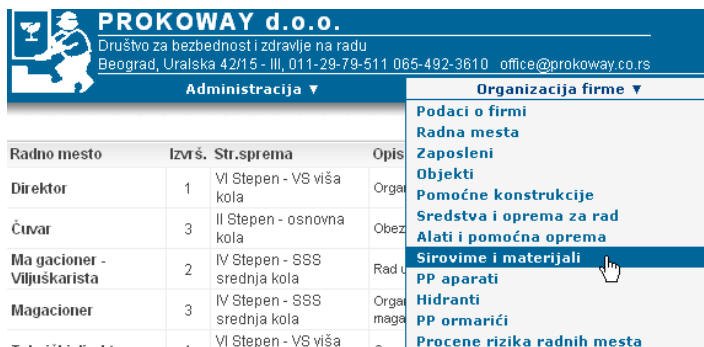 PROKOWAY d.o.o.
Društvo za bezbednost i zdravlje na radu
Beograd, Uralska 42/15 - III, 011-29-79-511 065-492-3610 office@prokoway.co.rs
Administracija ▼ Organizacija firme ▼
Podaci o firmi
Radna mesta
Zaposleni
Objekti
Pomoćne konstrukcije
Sredstva i oprema za rad
Alati i pomoćna oprema
Sirovime i materijali
PP aparati
Hidranti
PP ormarići
Procene rizika radnih mesta
Radno mesto Izvrš. Str.sprema Opis
Direktor 1 VI Stepen - VS viša
kola
Čuvar 3 II Stepen - osnovna
kola
Ma gacioner -
Viljuškarista 2 IV Stepen - SSS
srednja kola
Magacioner 3 IV Stepen - SSS
srednja kola
VI Stepen - VS viša